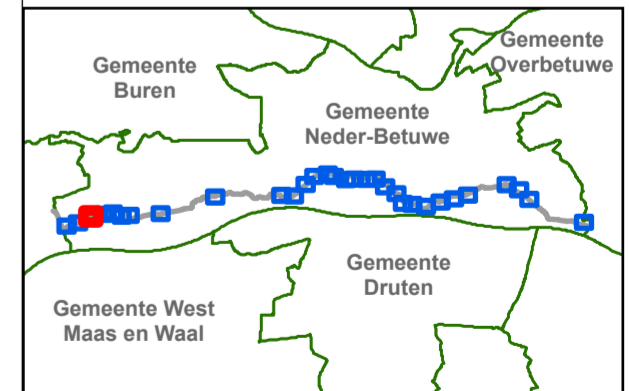 Gemeente
Buren
Gemeente
Overbetuwe
Gemeente
Neder-Betuwe
Gemeente
Druten
Gemeente West
Maas en Waal